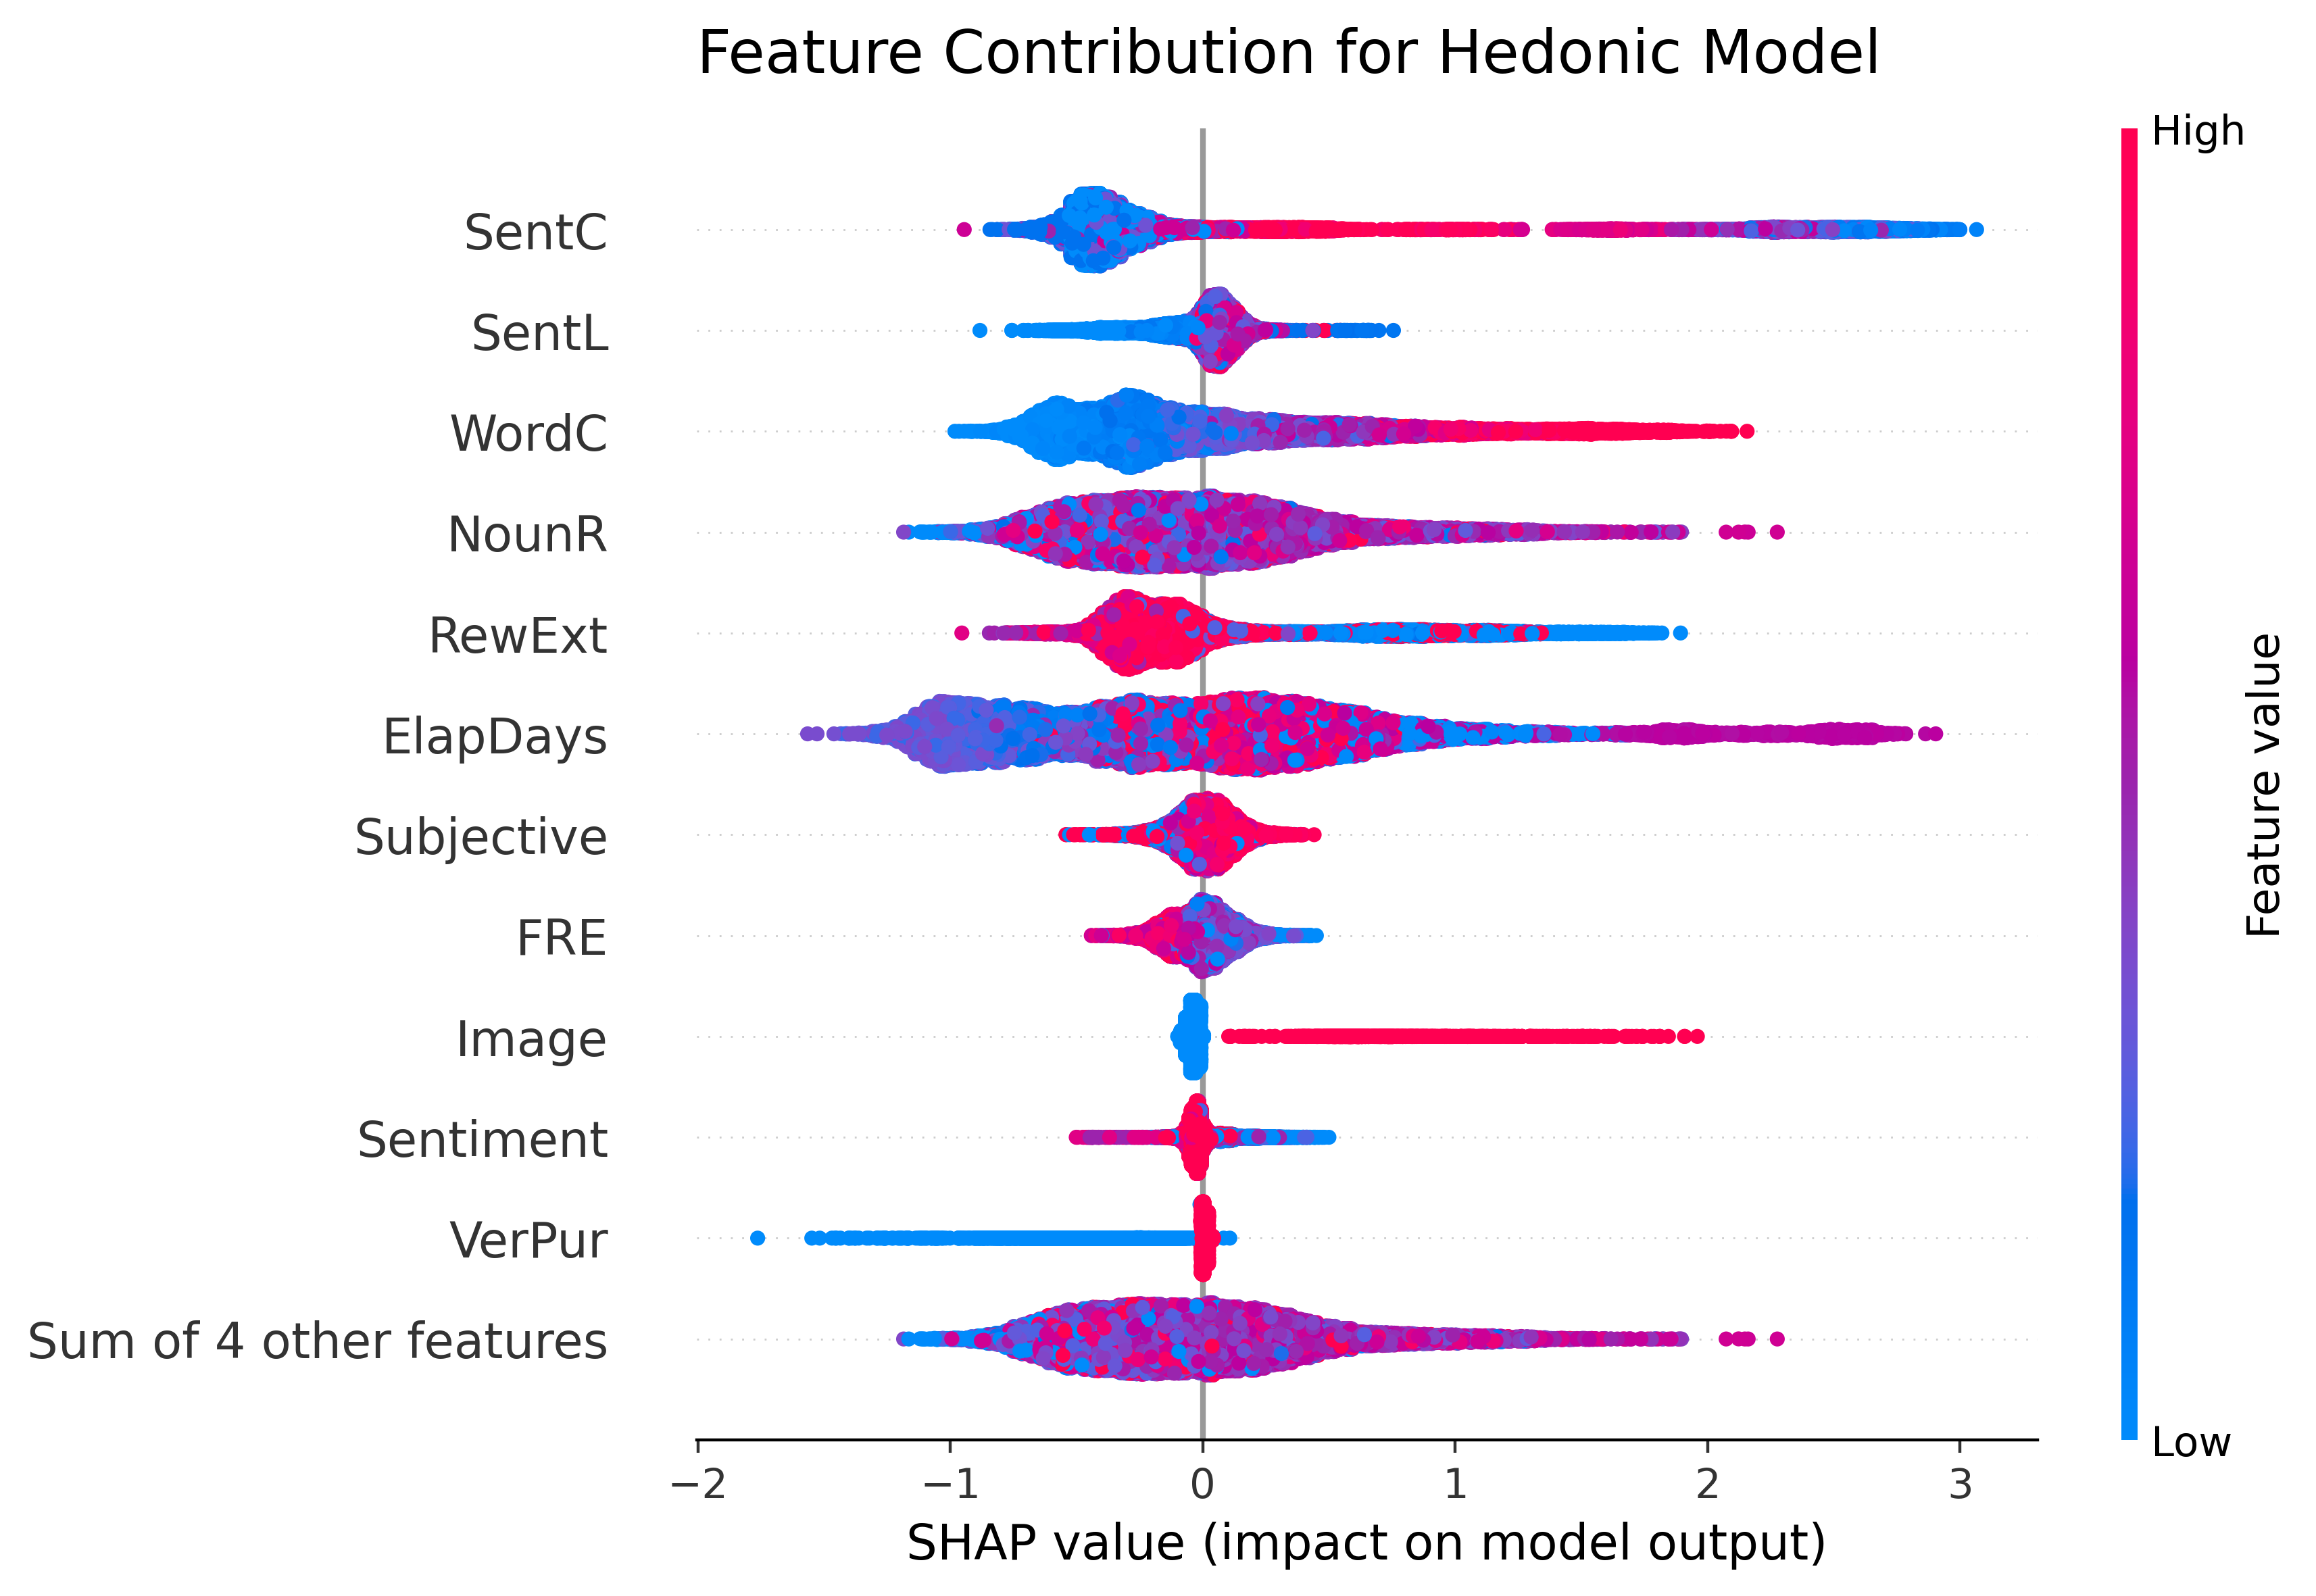 Feature Contribution for Hedonic Model
High
SentC
SentL
WordC
NounR
RewExt
ElapDays
Subjective
FRE
Image
Sentiment
VerPur
Sum of 4 other features
Feature value
Low
−2 −1 0 1 2 3
SHAP value (impact on model output)